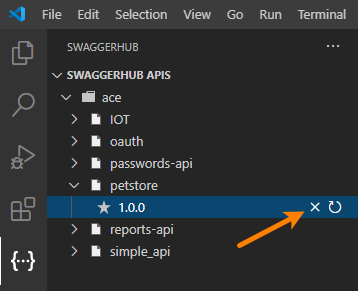 File Edit Selection View Go Run Terminal
SWAGGERHUB
SWAGGERHUB APIS
ace
IOT
oauth
passwords-api
petstore
1.0.0
reports-api
simple_api